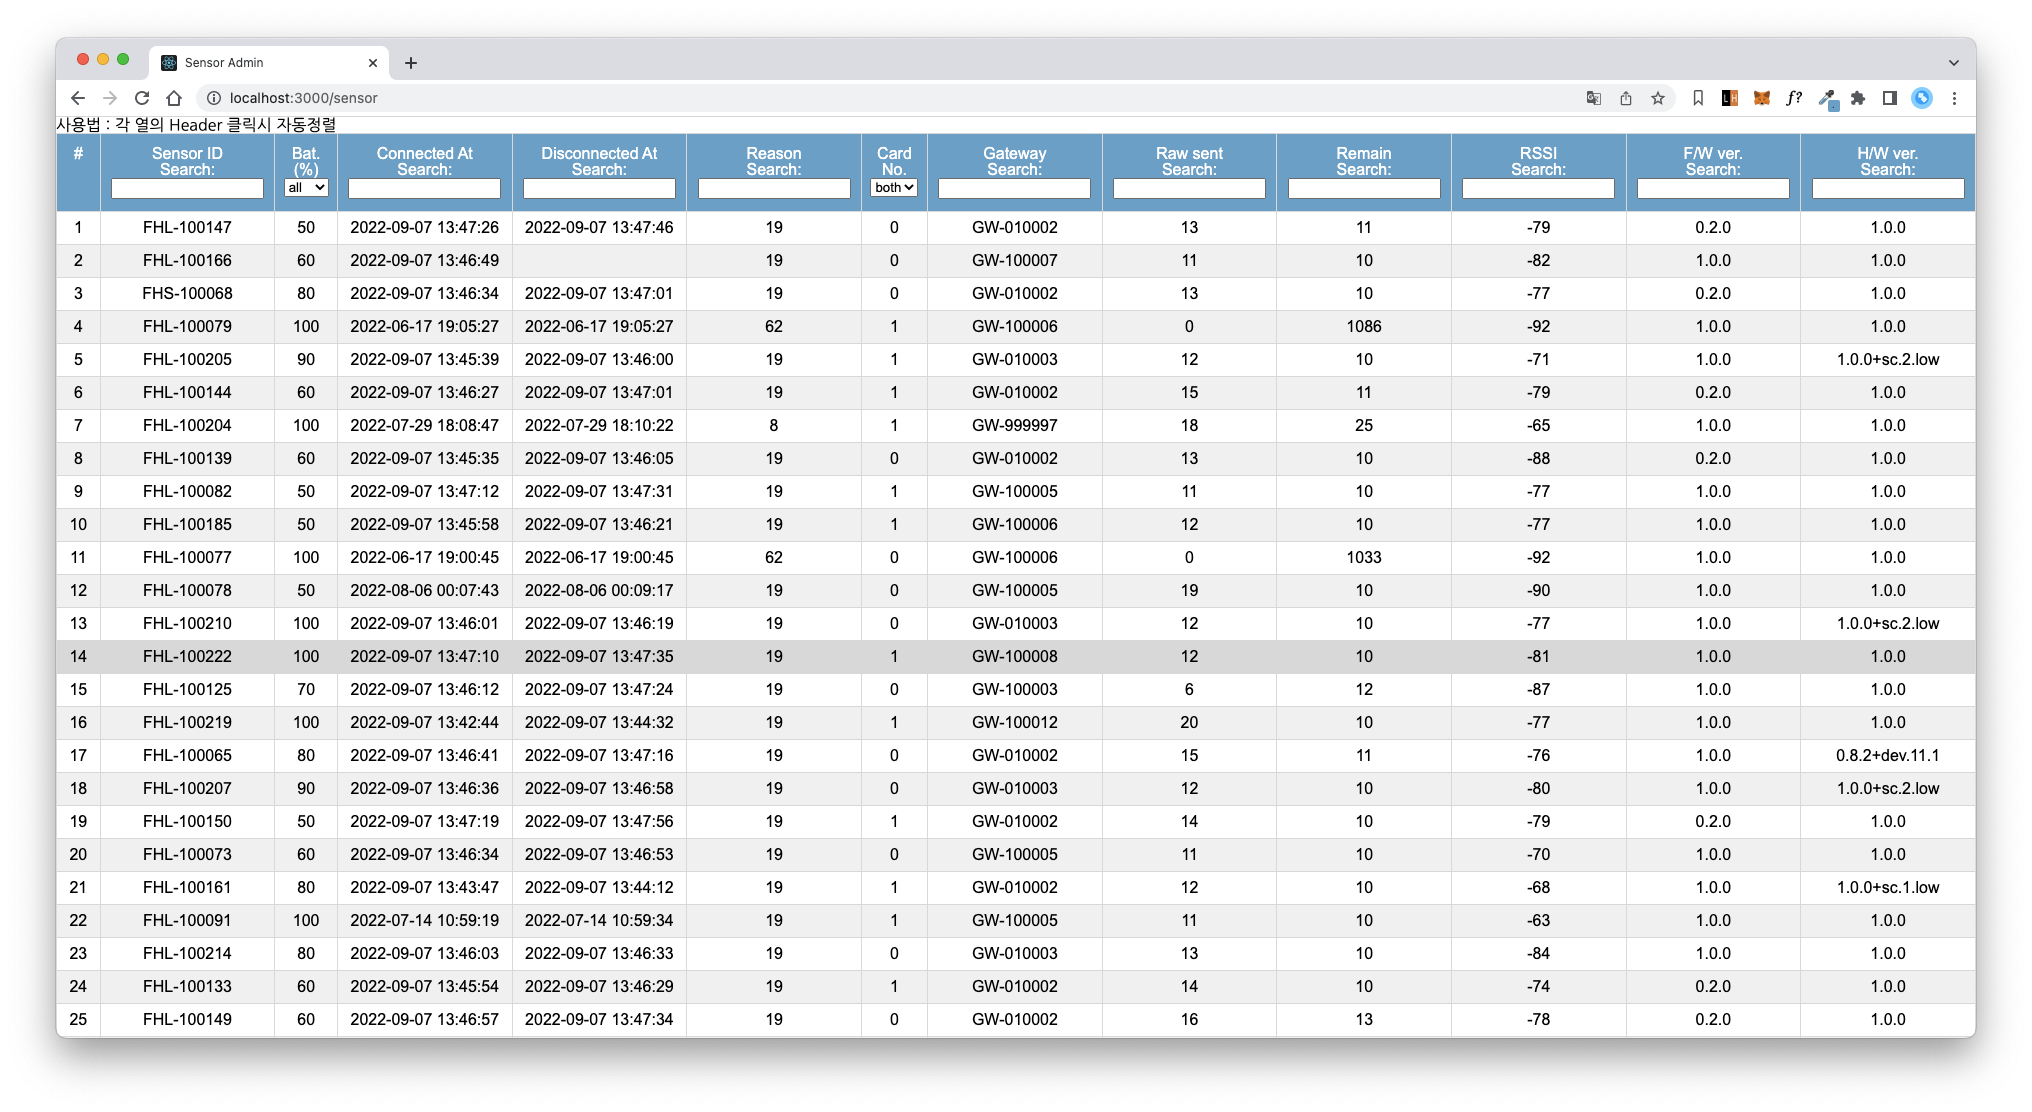 Sensor Admin
localhost:3000/sensor
사용법 : 각 열의 Header 클릭시 자동정렬
# Sensor ID Bat. Connected At Disconnected At Reason Card Gateway Raw sent Remain RSSI F/W ver. H/W ver.
Search: (%) Search: Search: Search: No. Search: Search: Search: Search: Search: Search:
all both
1 FHL-100147 50 2022-09-07 13:47:26 2022-09-07 13:47:46 19 0 GW-010002 13 11 -79 0.2.0 1.0.0
2 FHL-100166 60 2022-09-07 13:46:49 19 0 GW-100007 11 10 -82 1.0.0 1.0.0
3 FHS-100068 80 2022-09-07 13:46:34 2022-09-07 13:47:01 19 0 GW-010002 13 10 -77 0.2.0 1.0.0
4 FHL-100079 100 2022-06-17 19:05:27 2022-06-17 19:05:27 62 1 GW-100006 0 1086 -92 1.0.0 1.0.0
5 FHL-100205 90 2022-09-07 13:45:39 2022-09-07 13:46:00 19 1 GW-010003 12 10 -71 1.0.0 1.0.0+sc.2.low
6 FHL-100144 60 2022-09-07 13:46:27 2022-09-07 13:47:01 19 1 GW-010002 15 11 -79 0.2.0 1.0.0
7 FHL-100204 100 2022-07-29 18:08:47 2022-07-29 18:10:22 8 1 GW-999997 18 25 -65 1.0.0 1.0.0
8 FHL-100139 60 2022-09-07 13:45:35 2022-09-07 13:46:05 19 0 GW-010002 13 10 -88 0.2.0 1.0.0
9 FHL-100082 50 2022-09-07 13:47:12 2022-09-07 13:47:31 19 1 GW-100005 11 10 -77 1.0.0 1.0.0
10 FHL-100185 50 2022-09-07 13:45:58 2022-09-07 13:46:21 19 1 GW-100006 12 10 -77 1.0.0 1.0.0
11 FHL-100077 100 2022-06-17 19:00:45 2022-06-17 19:00:45 62 0 GW-100006 0 1033 -92 1.0.0 1.0.0
12 FHL-100078 50 2022-08-06 00:07:43 2022-08-06 00:09:17 19 0 GW-100005 19 10 -90 1.0.0 1.0.0
13 FHL-100210 100 2022-09-07 13:46:01 2022-09-07 13:46:19 19 0 GW-010003 12 10 -77 1.0.0 1.0.0+sc.2.low
14 FHL-100222 100 2022-09-07 13:47:10 2022-09-07 13:47:35 19 1 GW-100008 12 10 -81 1.0.0 1.0.0
15 FHL-100125 70 2022-09-07 13:46:12 2022-09-07 13:47:24 19 0 GW-100003 6 12 -87 1.0.0 1.0.0
16 FHL-100219 100 2022-09-07 13:42:44 2022-09-07 13:44:32 19 1 GW-100012 20 10 -77 1.0.0 1.0.0
17 FHL-100065 80 2022-09-07 13:46:41 2022-09-07 13:47:16 19 0 GW-010002 15 11 -76 1.0.0 0.8.2+dev.11.1
18 FHL-100207 90 2022-09-07 13:46:36 2022-09-07 13:46:58 19 0 GW-010003 12 10 -80 1.0.0 1.0.0+sc.2.low
19 FHL-100150 50 2022-09-07 13:47:19 2022-09-07 13:47:56 19 1 GW-010002 14 10 -79 0.2.0 1.0.0
20 FHL-100073 60 2022-09-07 13:46:34 2022-09-07 13:46:53 19 0 GW-100005 11 10 -70 1.0.0 1.0.0
21 FHL-100161 80 2022-09-07 13:43:47 2022-09-07 13:44:12 19 1 GW-010002 12 10 -68 1.0.0 1.0.0+sc.1.low
22 FHL-100091 100 2022-07-14 10:59:19 2022-07-14 10:59:34 19 1 GW-100005 11 10 -63 1.0.0 1.0.0
23 FHL-100214 80 2022-09-07 13:46:03 2022-09-07 13:46:33 19 0 GW-010003 13 10 -84 1.0.0 1.0.0
24 FHL-100133 60 2022-09-07 13:45:54 2022-09-07 13:46:29 19 1 GW-010002 14 10 -74 0.2.0 1.0.0
25 FHL-100149 60 2022-09-07 13:46:57 2022-09-07 13:47:34 19 0 GW-010002 16 13 -78 0.2.0 1.0.0